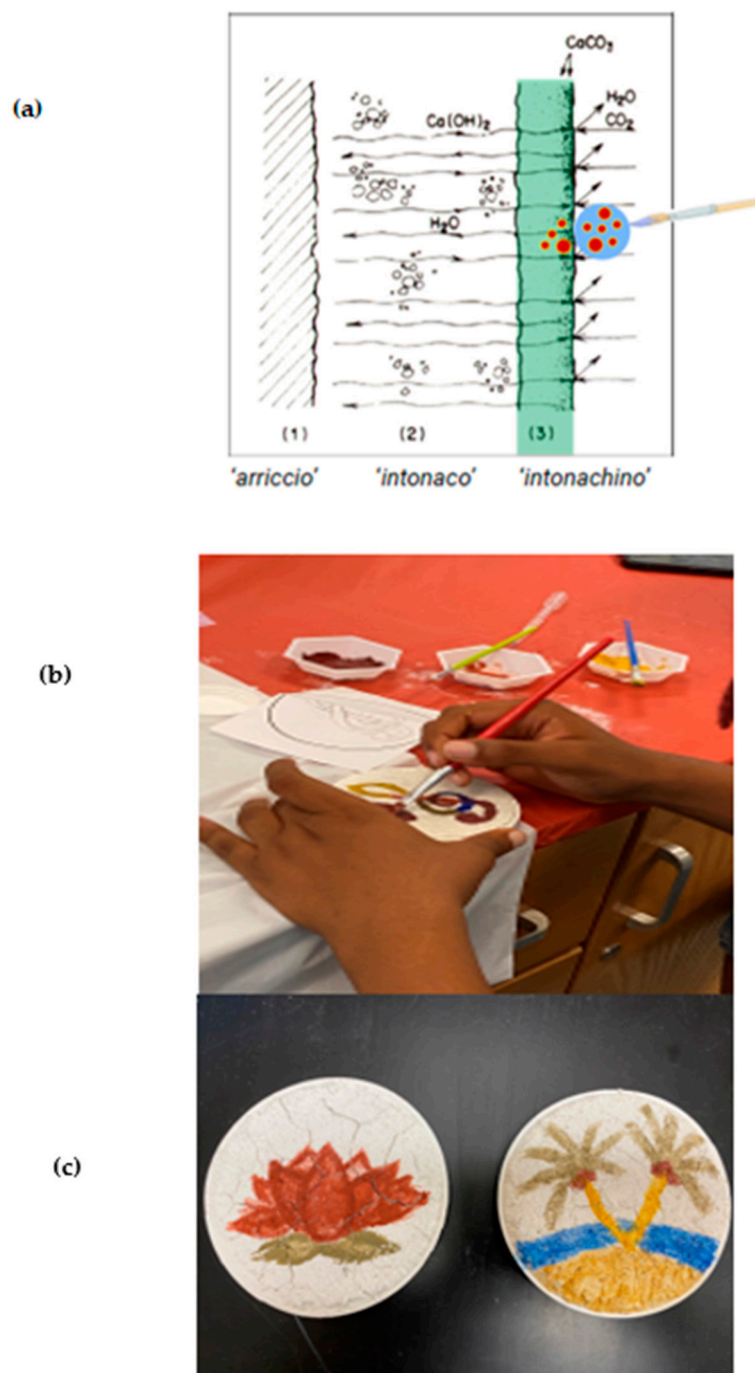 (a)
CaCO₃
H₂O
Ca(OH)₂
CO₂
H₂O
(1) (2) (3)
‘arriccio’ ‘intonaco’ ‘intonachino’
(b)
(c)